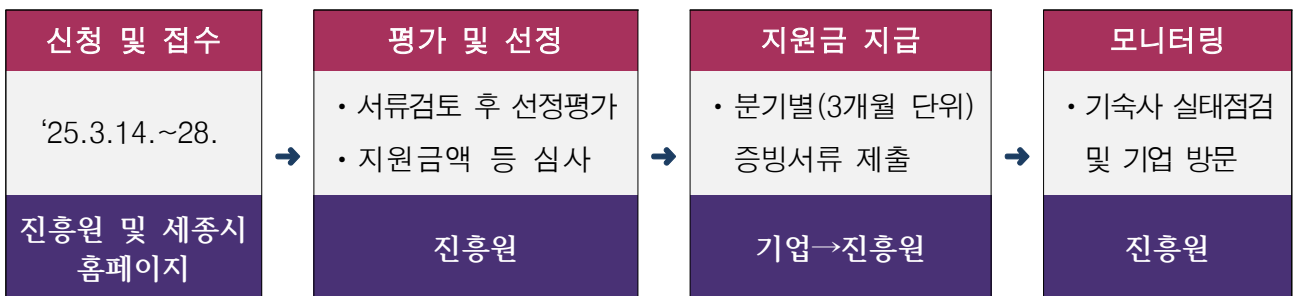 신청 및 접수
‘25.3.14.~28.
진흥원 및 세종시
홈페이지
➜
평가 및 선정
・서류검토 후 선정평가
・지원금액 등 심사
진흥원
➜
지원금 지급
・분기별(3개월 단위)
증빙서류 제출
기업→진흥원
➜
모니터링
・기숙사 실태점검
및 기업 방문
진흥원